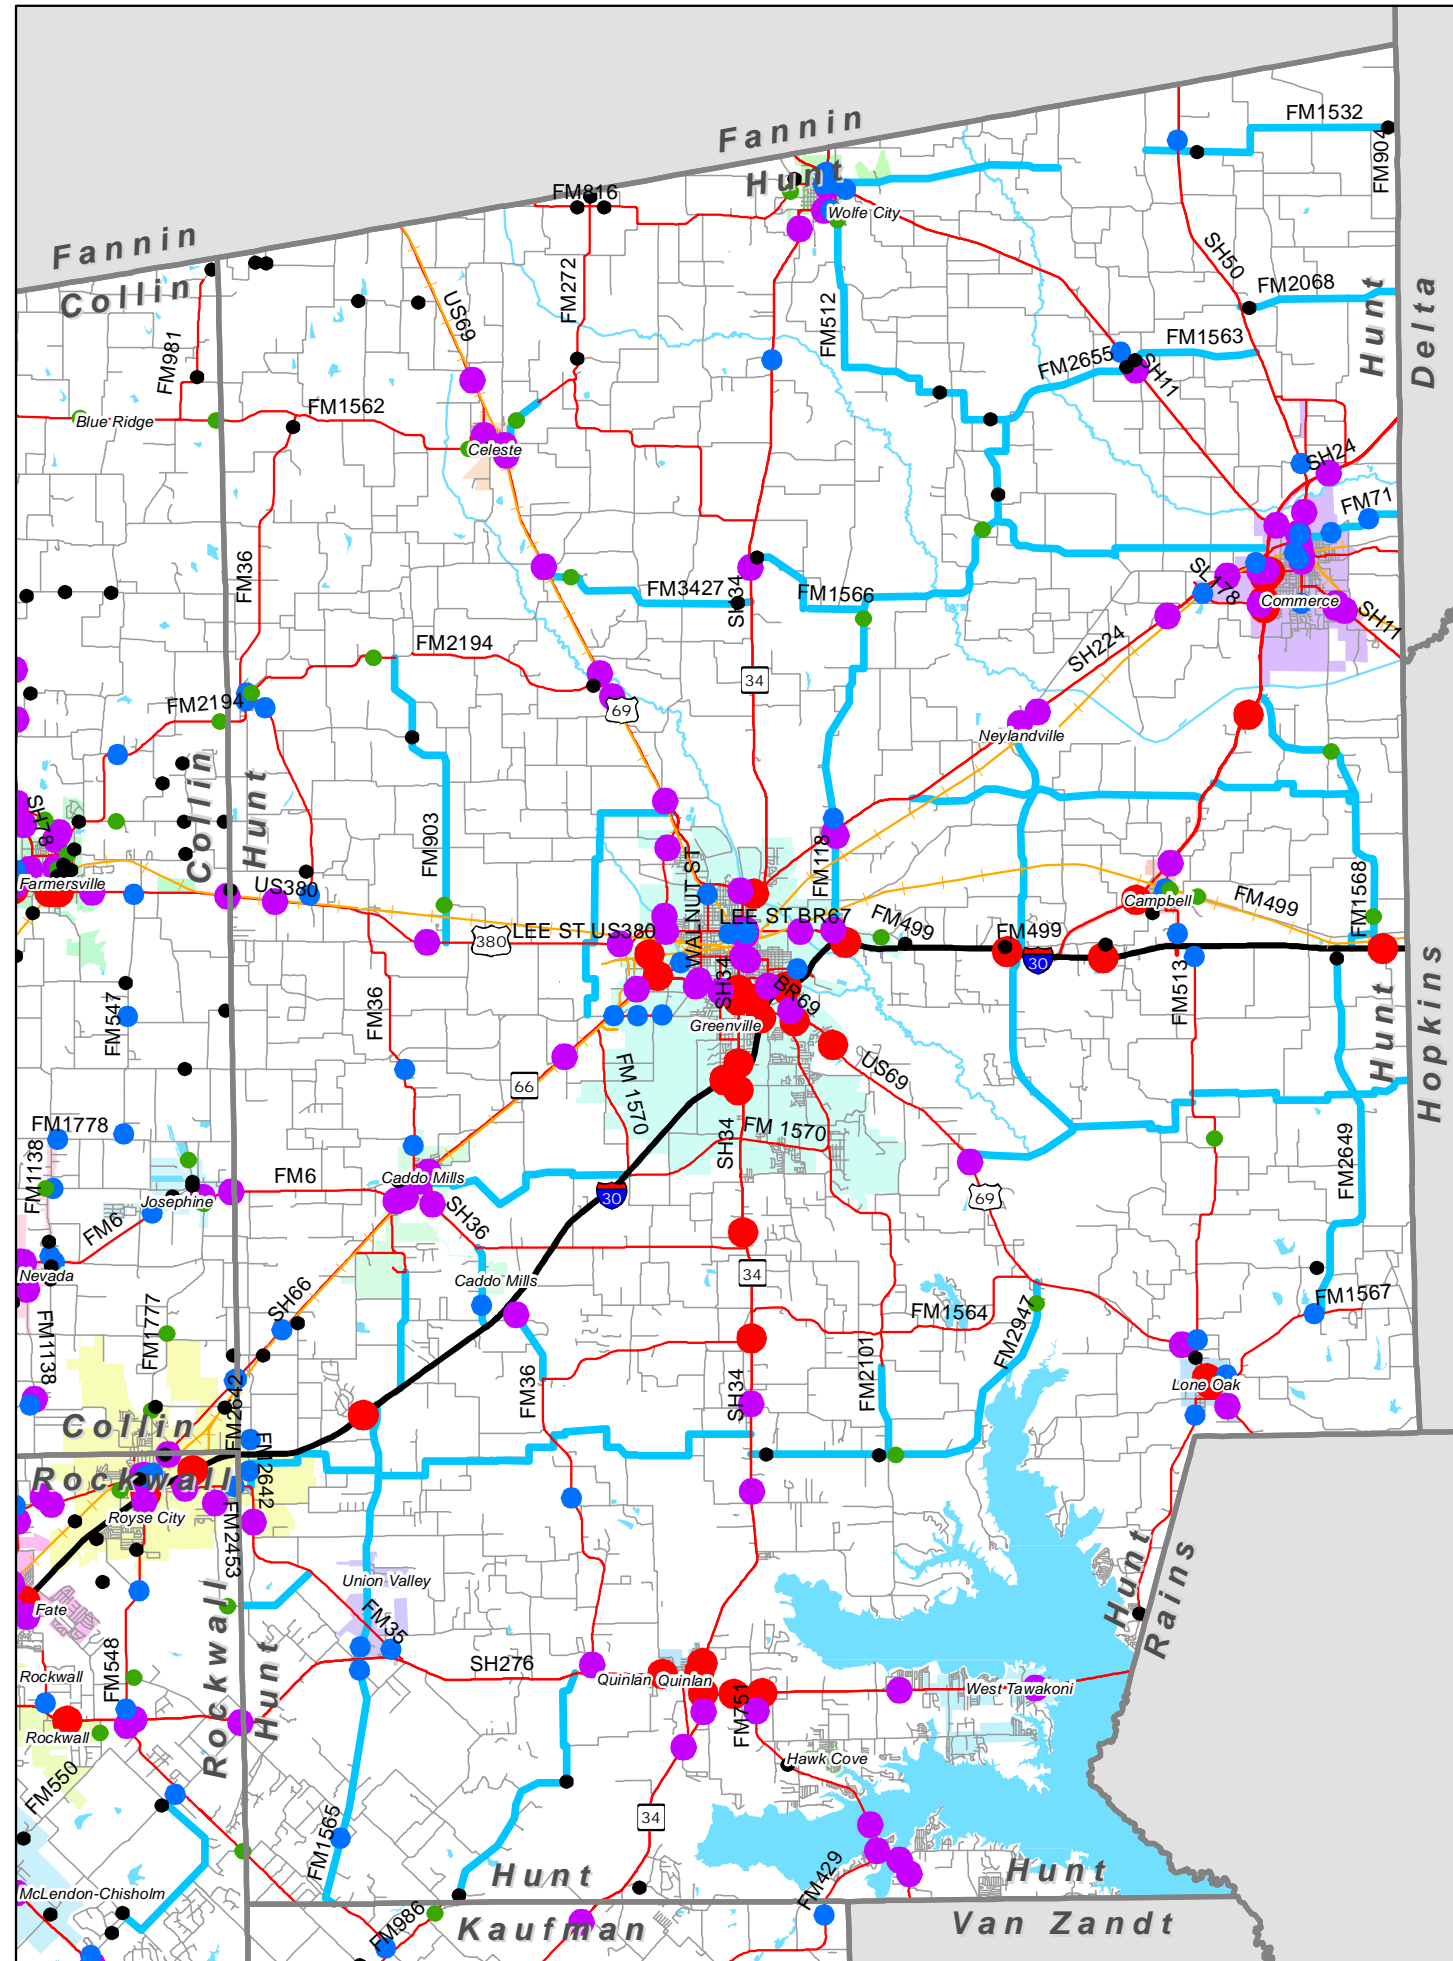 FM1532
Fannin
FM904
Hunt
FM816
Wolfe City
Fannin
SH50
Collin
FM272
FM2068
Hunt
Delta
US69
FM512
FM1563
FM981
FM2655
SH11
FM1562
Blue Ridge
Celeste
SH24
FM71
FM36
SL178
FM3427
SH34
FM1566
Commerce
SH11
FM2194
SH224
34
FM2194
69
Neylandville
Collin
Hunt
SH78
FM903
FM118
WALNUT ST
FM1568
Farmersville
US380
Campbell
FM499
LEE ST BR67
FM499
380
LEE ST US380
FM499
30
Hopkins
FM547
FM36
SH34
BR69
FM513
Hunt
Greenville
US69
66
FM 1570
FM1778
SH34
FM 1570
FM1138
FM2649
FM6
Caddo Mills
Josephine
30
69
FM6
SH36
Nevada
34
Caddo Mills
SH66
FM1564
FM1567
FM1777
FM2947
FM1138
FM2101
FM36
SH34
Lone Oak
FM2642
Collin
Rockwall
FM2642
Royse City
FM2453
Hunt
Rains
Union Valley
Fate
FM35
Rockwall
Hunt
FM548
SH276
Rockwall
Quinlan
Quinlan
West Tawakoni
FM751
Rockwall
Hawk Cove
FM550
34
FM1565
Hunt
Hunt
FM429
McLendon-Chisholm
FM986
Kaufman
Van Zandt